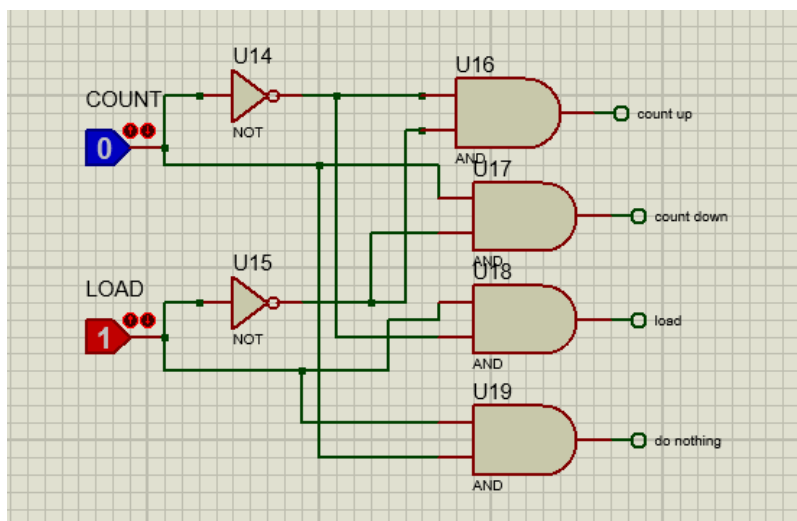 U14
COUNT
0
NOT
U16
AND
count up
U17
AND
count down
U15
LOAD
1
NOT
U18
AND
load
U19
AND
do nothing